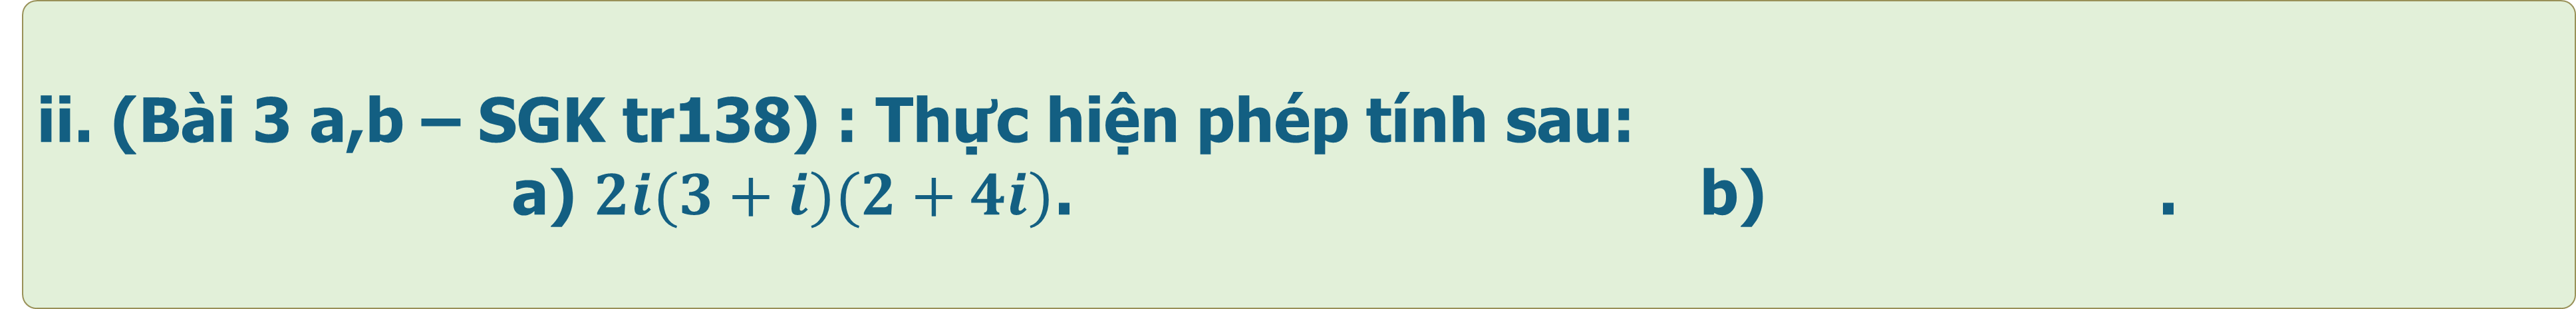 ii. (Bài 3 a,b – SGK tr138) : Thực hiện phép tính sau:
a) 2i(3 + i)(2 + 4i). b) .